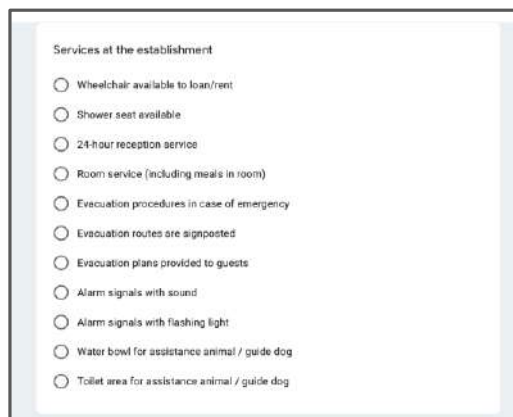 Services at the establishment
Wheelchair available to loan/rent
Shower seat available
24-hour reception service
Room service (including meals in room)
Evacuation procedures in case of emergency
Evacuation routes are signposted
Evacuation plans provided to guests
Alarm signals with sound
Alarm signals with flashing light
Water bowl for assistance animal / guide dog
Toilet area for assistance animal / guide dog